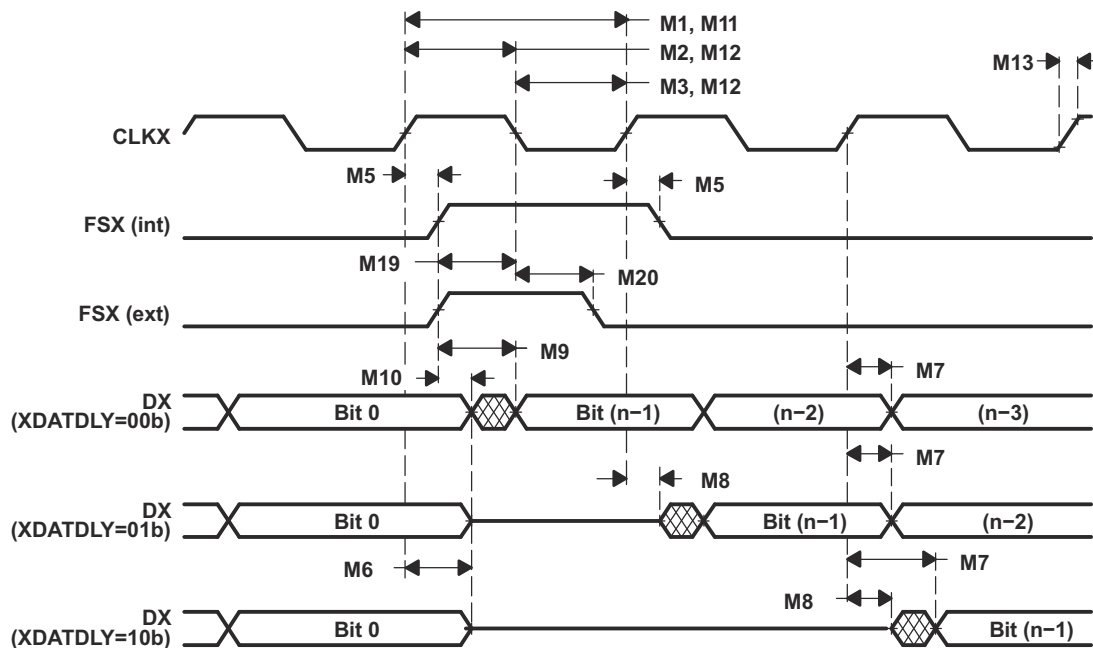 M1, M11
M2, M12
M13
M3, M12
CLKX
M5
M5
FSX (int)
M19
M20
FSX (ext)
M9
M10
M7
DX
(XDATDLY=00b)
Bit 0
Bit (n−1)
(n−2)
(n−3)
M7
M8
DX
(XDATDLY=01b)
Bit 0
Bit (n−1)
(n−2)
M6
M7
M8
DX
(XDATDLY=10b)
Bit 0
Bit (n−1)